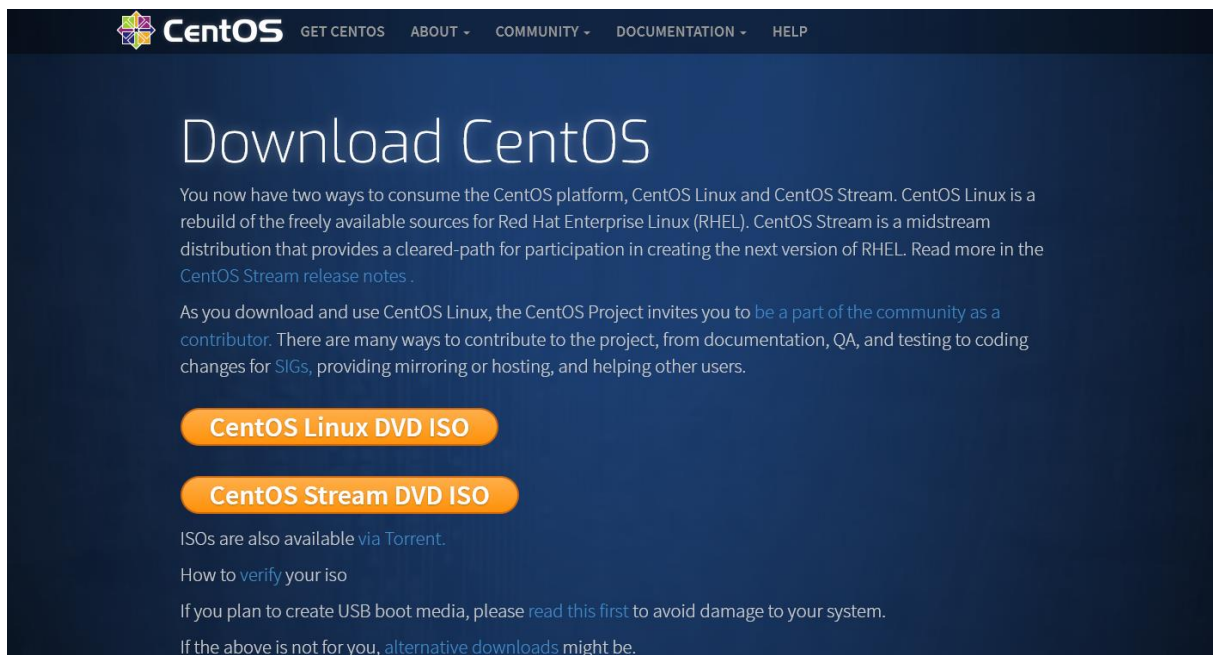 CentOS GET CENTOS ABOUT COMMUNITY DOCUMENTATION HELP
Download CentOS
You now have two ways to consume the CentOS platform, CentOS Linux and CentOS Stream. CentOS Linux is a
rebuild of the freely available sources for Red Hat Enterprise Linux (RHEL). CentOS Stream is a midstream
distribution that provides a cleared-path for participation in creating the next version of RHEL. Read more in the
CentOS Stream release notes .
As you download and use CentOS Linux, the CentOS Project invites you to be a part of the community as a
contributor. There are many ways to contribute to the project, from documentation, QA, and testing to coding
changes for SIGs, providing mirroring or hosting, and helping other users.
CentOS Linux DVD ISO
CentOS Stream DVD ISO
ISOs are also available via Torrent.
How to verify your iso
If you plan to create USB boot media, please read this first to avoid damage to your system.
If the above is not for you, alternative downloads might be.